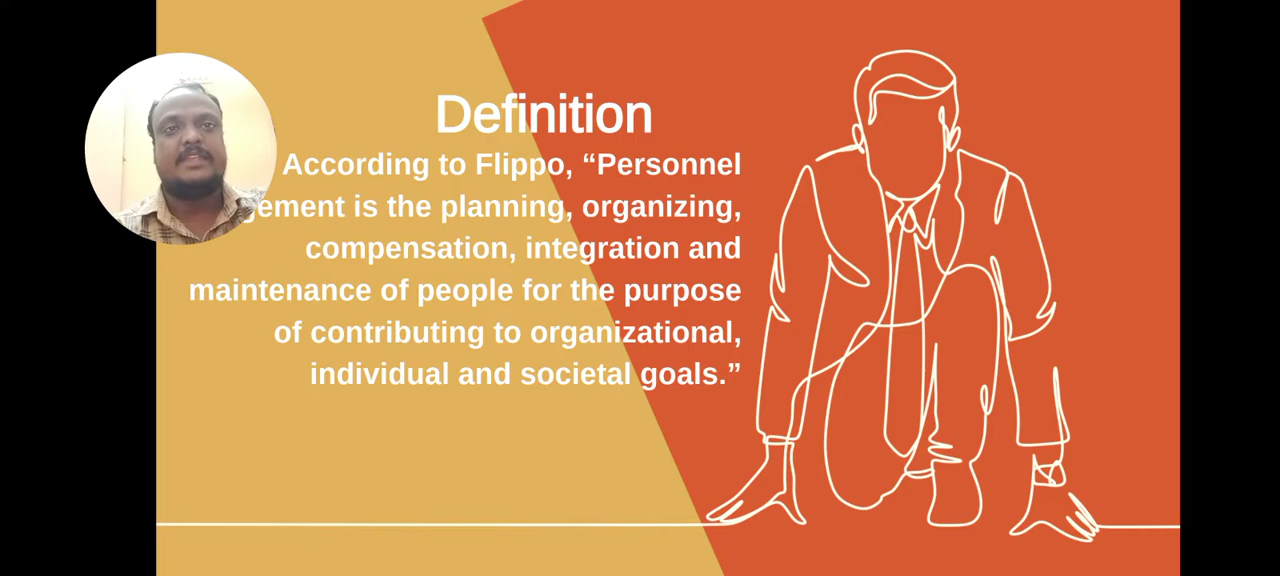 Definition
According to Flippo, “Personnel
gement is the planning, organizing,
compensation, integration and
maintenance of people for the purpose
of contributing to organizational,
individual and societal goals.”